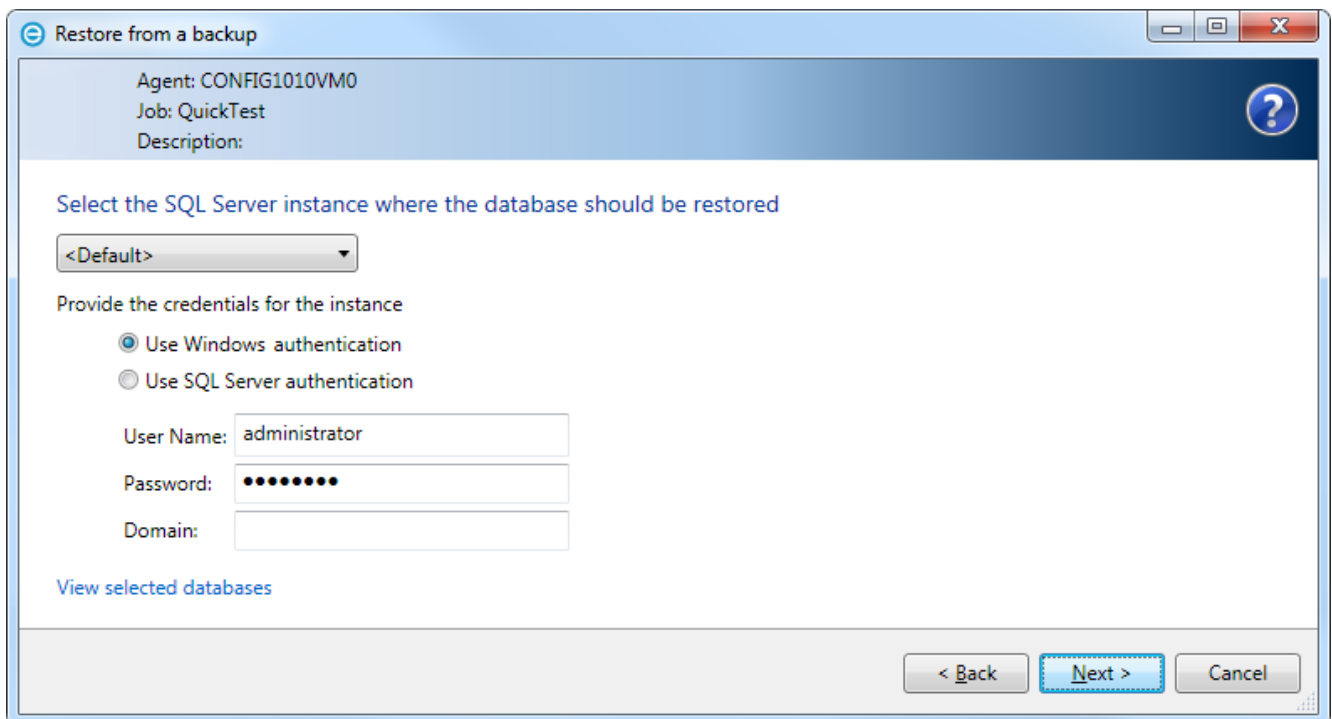 Restore from a backup
Agent: CONFIG1010VM0
Job: QuickTest
Description:
Select the SQL Server instance where the database should be restored
<Default>
Provide the credentials for the instance
Use Windows authentication
Use SQL Server authentication
User Name: administrator
Password: ••••••••
Domain:
View selected databases
< Back Next > Cancel